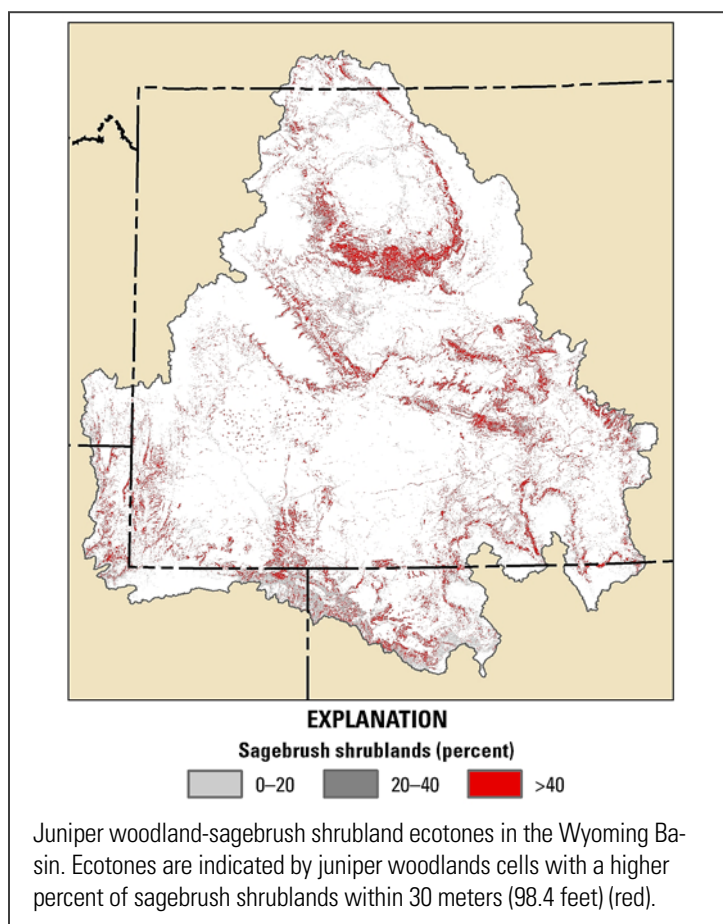 EXPLANATION
Sagebrush shrublands (percent)
0–20 20–40 >40
Juniper woodland-sagebrush shrubland ecotones in the Wyoming Ba-
sin. Ecotones are indicated by juniper woodlands cells with a higher
percent of sagebrush shrublands within 30 meters (98.4 feet) (red).